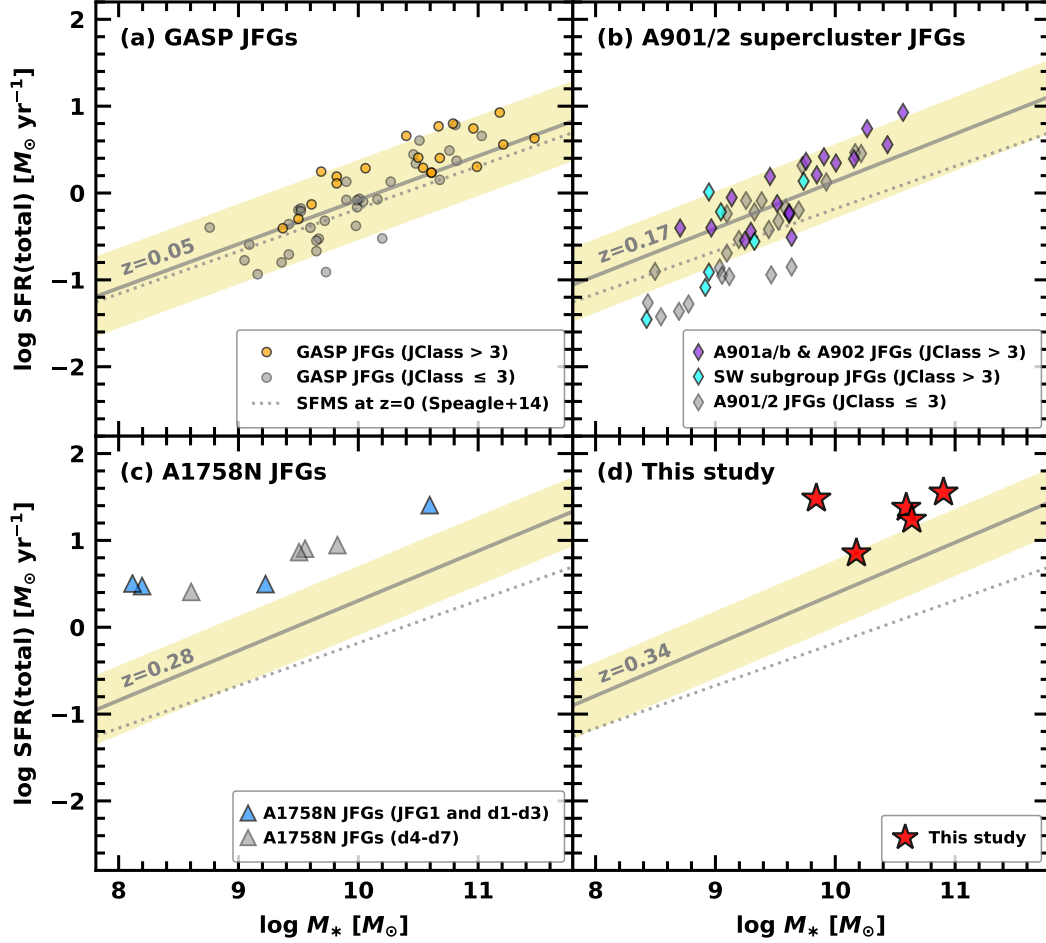 (a) GASP JFGs
(b) A901/2 supercluster JFGs
2
1
0
−1
−2
log SFR(total) [M⊙ yr⁻¹]
z=0.05
z=0.17
GASP JFGs (JClass > 3)
GASP JFGs (JClass ≤ 3)
SFMS at z=0 (Speagle+14)
A901a/b & A902 JFGs (JClass > 3)
SW subgroup JFGs (JClass > 3)
A901/2 JFGs (JClass ≤ 3)
(c) A1758N JFGs
(d) This study
2
1
0
−1
−2
log SFR(total) [M⊙ yr⁻¹]
z=0.28
z=0.34
A1758N JFGs (JFG1 and d1-d3)
A1758N JFGs (d4-d7)
This study
8 9 10 11
8 9 10 11
log M∗ [M⊙]
log M∗ [M⊙]